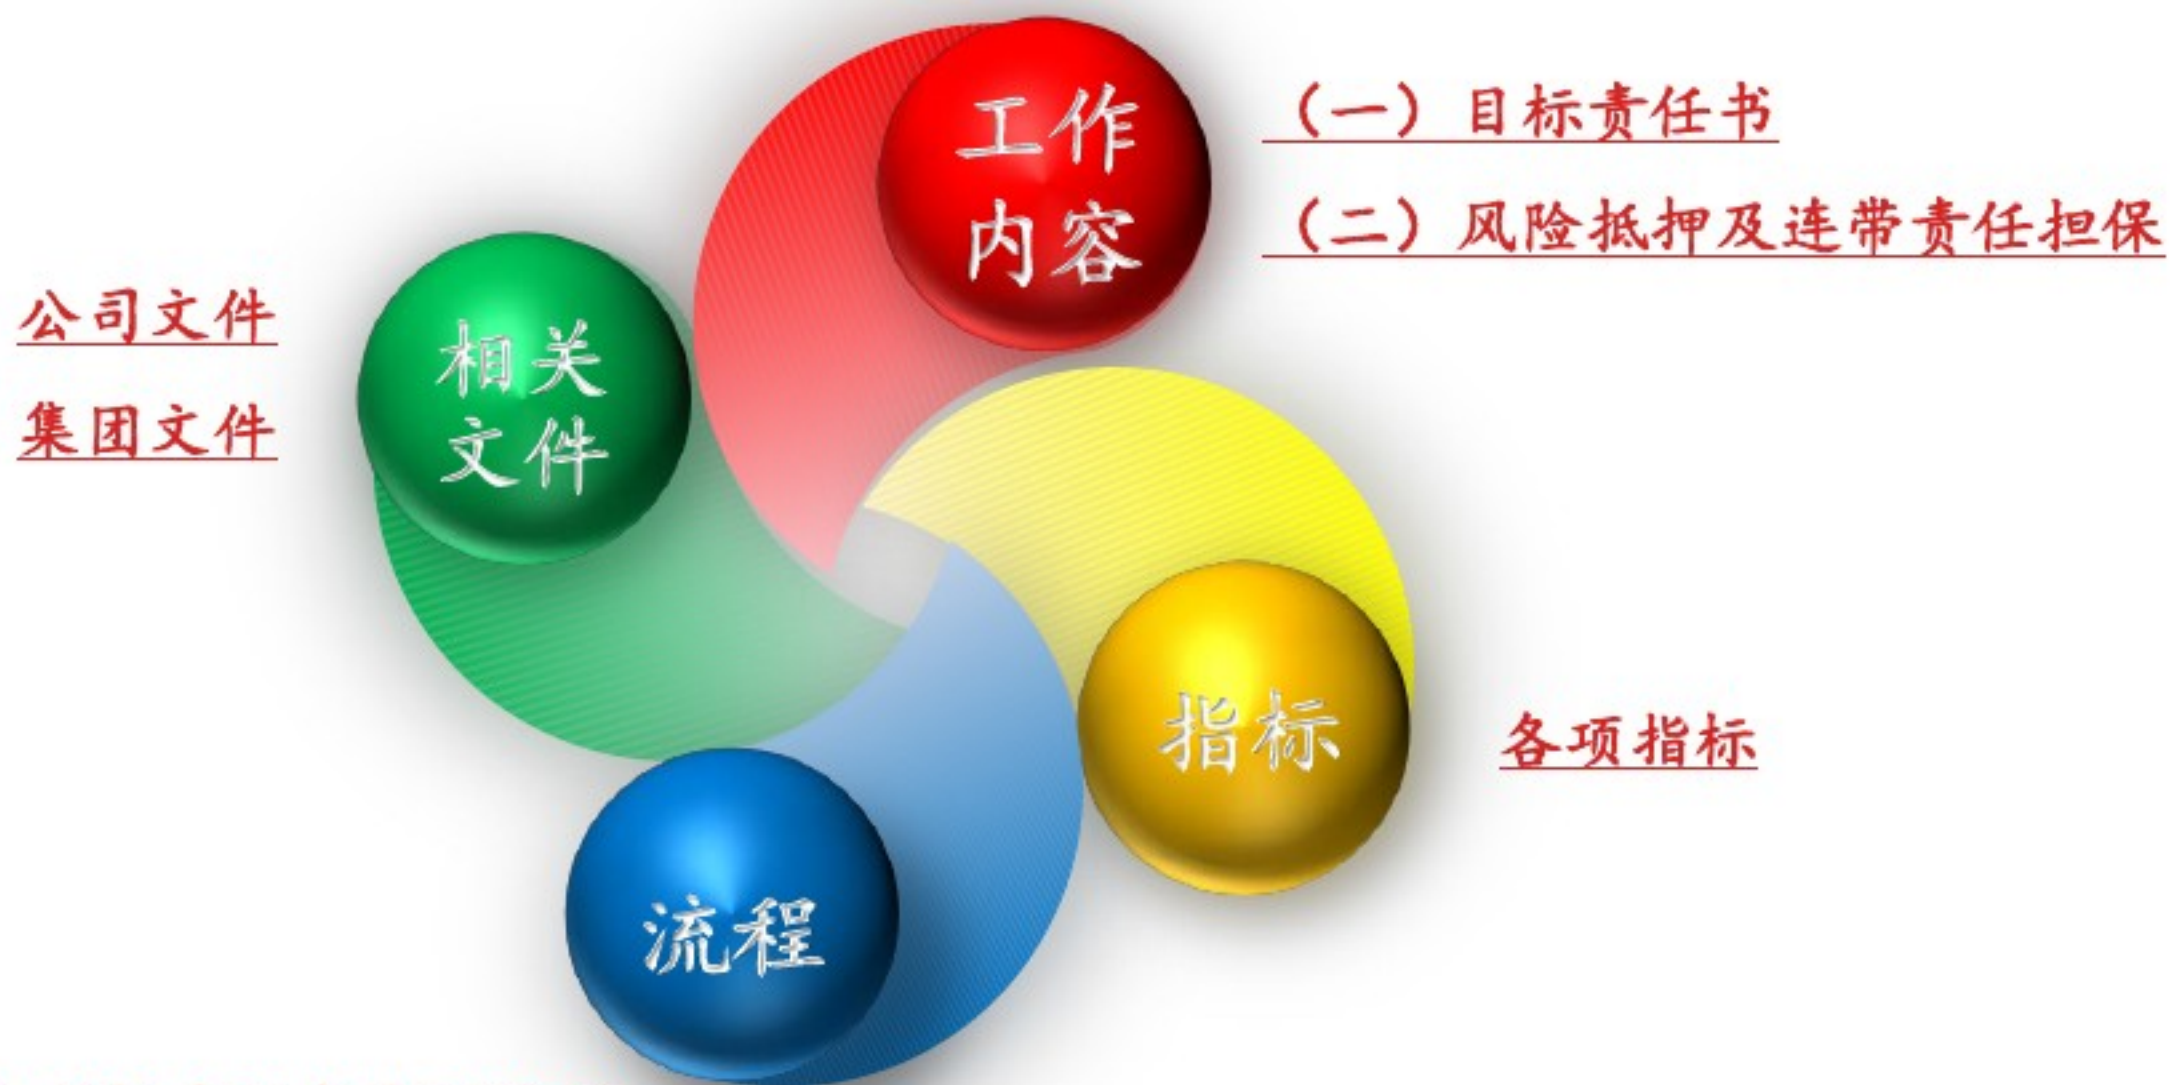 工作
内容
（一）目标责任书
（二）风险抵押及连带责任担保
公司文件
集团文件
相关
文件
指标
各项指标
流程